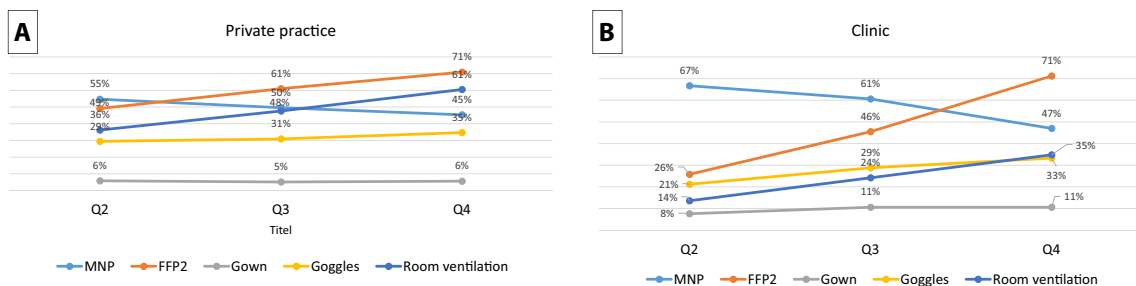 A
Private practice
71%
61%
61%
55%
50%
49%
48%
45%
36%
35%
29%
31%
6%
5%
6%
Q2
Q3
Q4
Titel
MNP
FFP2
Gown
Goggles
Room ventilation
B
Clinic
71%
67%
61%
46%
47%
26%
29%
35%
21%
24%
33%
14%
11%
11%
8%
Q2
Q3
Q4
MNP
FFP2
Gown
Goggles
Room ventilation